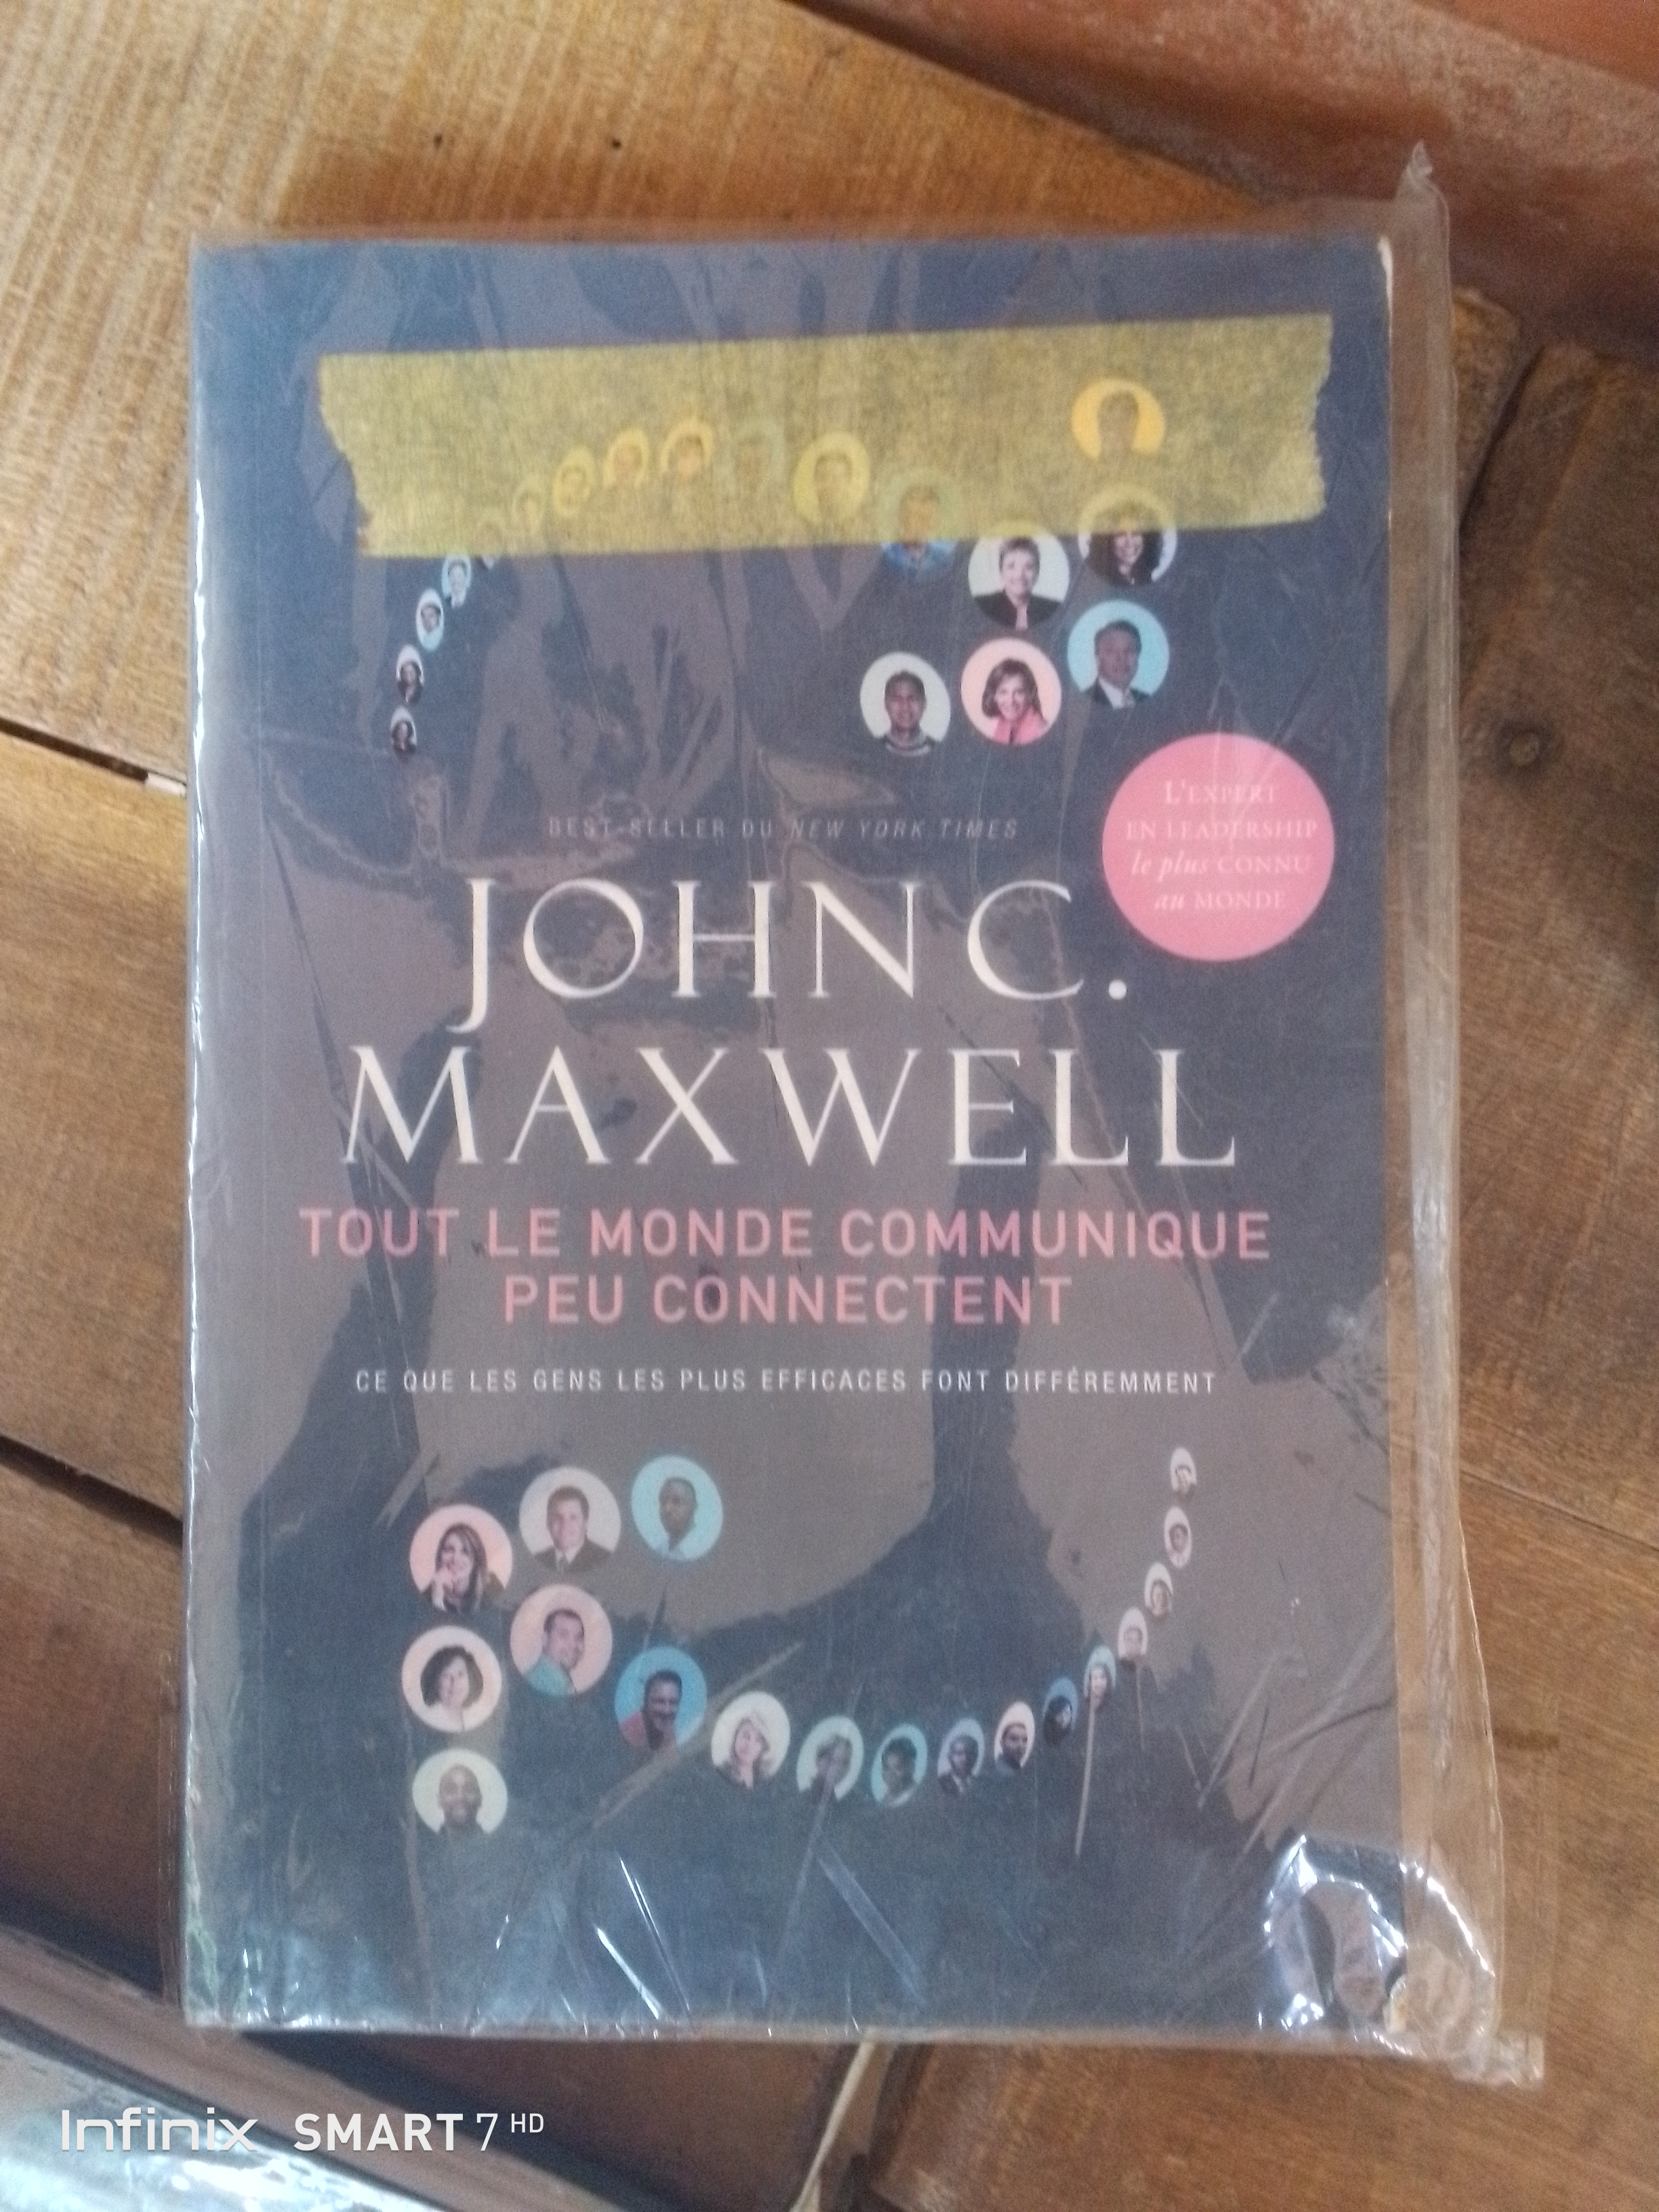 BEST-SELLER DU NEW YORK TIMES
L'EXPERT
EN LEADERSHIP
le plus CONNU
au MONDE
JOHN C.
MAXWELL
TOUT LE MONDE COMMUNIQUE
PEU CONNECTENT
CE QUE LES GENS LES PLUS EFFICACES FONT DIFFÉREMMENT
Infinix SMART 7 HD